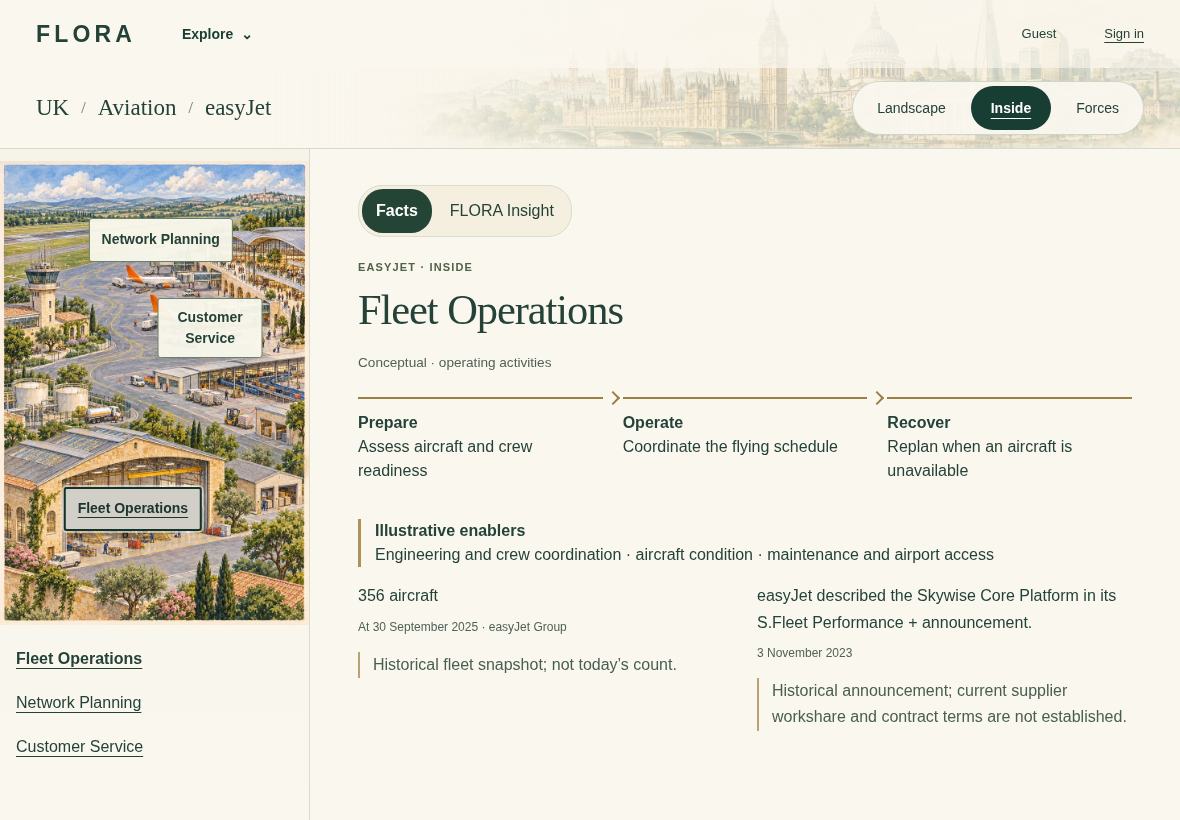 FLORA
Explore
Guest
Sign in
UK / Aviation / easyJet
Landscape
Inside
Forces
Network Planning
Customer
Service
Fleet Operations
Fleet Operations
Network Planning
Customer Service
Facts
FLORA Insight
EASYJET · INSIDE
Fleet Operations
Conceptual · operating activities
Prepare
Assess aircraft and crew
readiness
Operate
Coordinate the flying schedule
Recover
Replan when an aircraft is
unavailable
Illustrative enablers
Engineering and crew coordination · aircraft condition · maintenance and airport access
356 aircraft
At 30 September 2025 · easyJet Group
Historical fleet snapshot; not today’s count.
easyJet described the Skywise Core Platform in its
S.Fleet Performance + announcement.
3 November 2023
Historical announcement; current supplier
workshare and contract terms are not established.